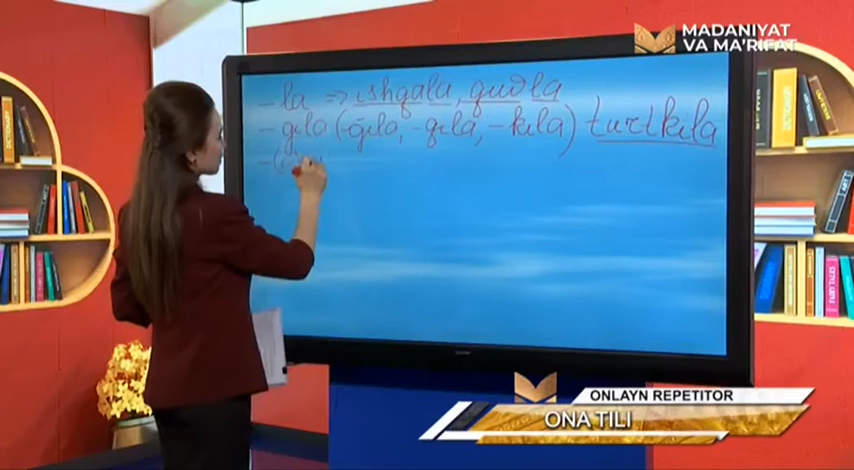 MADANIYAT
VA MA'RIFAT
- la => ishqala, quvla
- gila (-g'ila, -qila, -kila) turtkila
- (i
ONLAYN REPETITOR
ONA TILI